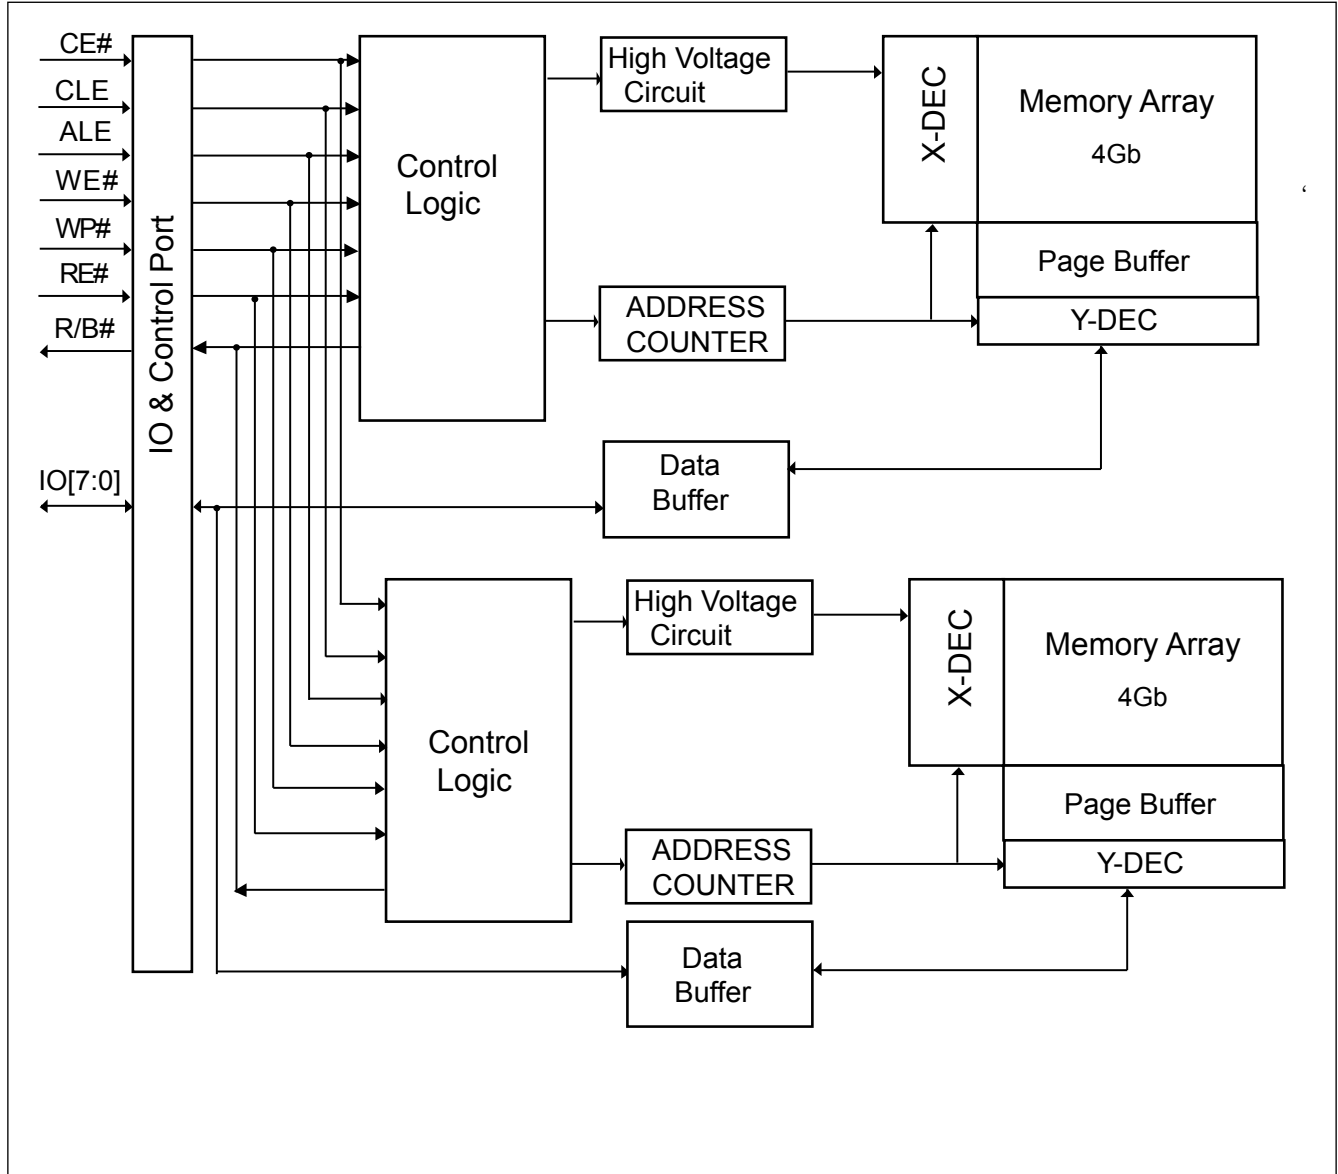 CE#
CLE
ALE
WE#
WP#
RE#
R/B#
IO[7:0]
IO & Control Port
Control
Logic
High Voltage
Circuit
X-DEC
Memory Array
4Gb
‘
Page Buffer
Y-DEC
ADDRESS
COUNTER
Data
Buffer
Control
Logic
High Voltage
Circuit
X-DEC
Memory Array
4Gb
Page Buffer
Y-DEC
ADDRESS
COUNTER
Data
Buffer